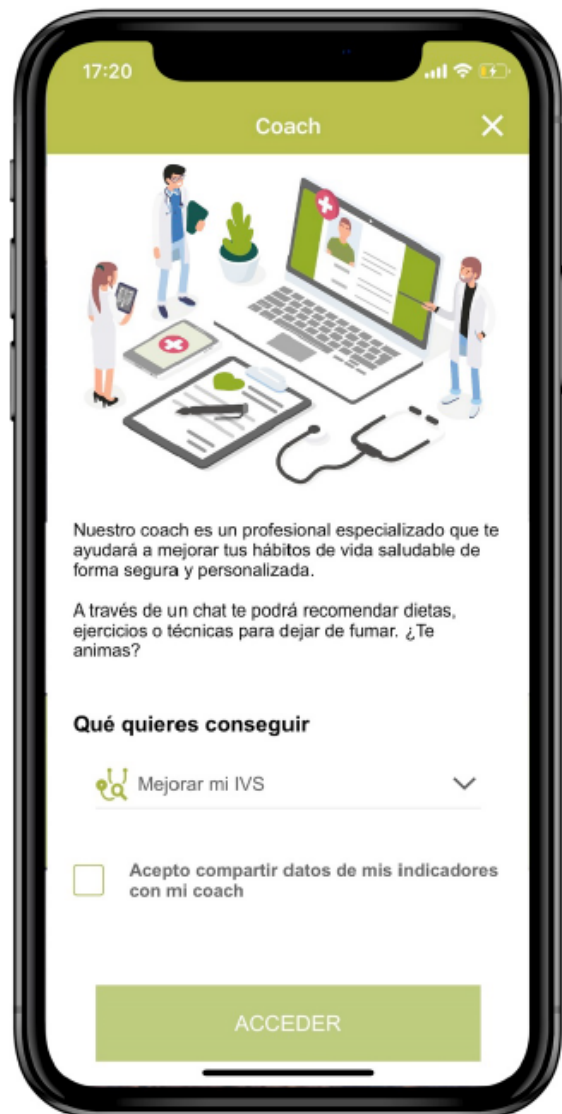 17:20
Coach
Nuestro coach es un profesional especializado que te
ayudará a mejorar tus hábitos de vida saludable de
forma segura y personalizada.
A través de un chat te podrá recomendar dietas,
ejercicios o técnicas para dejar de fumar. ¿Te
animas?
Qué quieres conseguir
Mejorar mi IVS
Acepto compartir datos de mis indicadores
con mi coach
ACCEDER